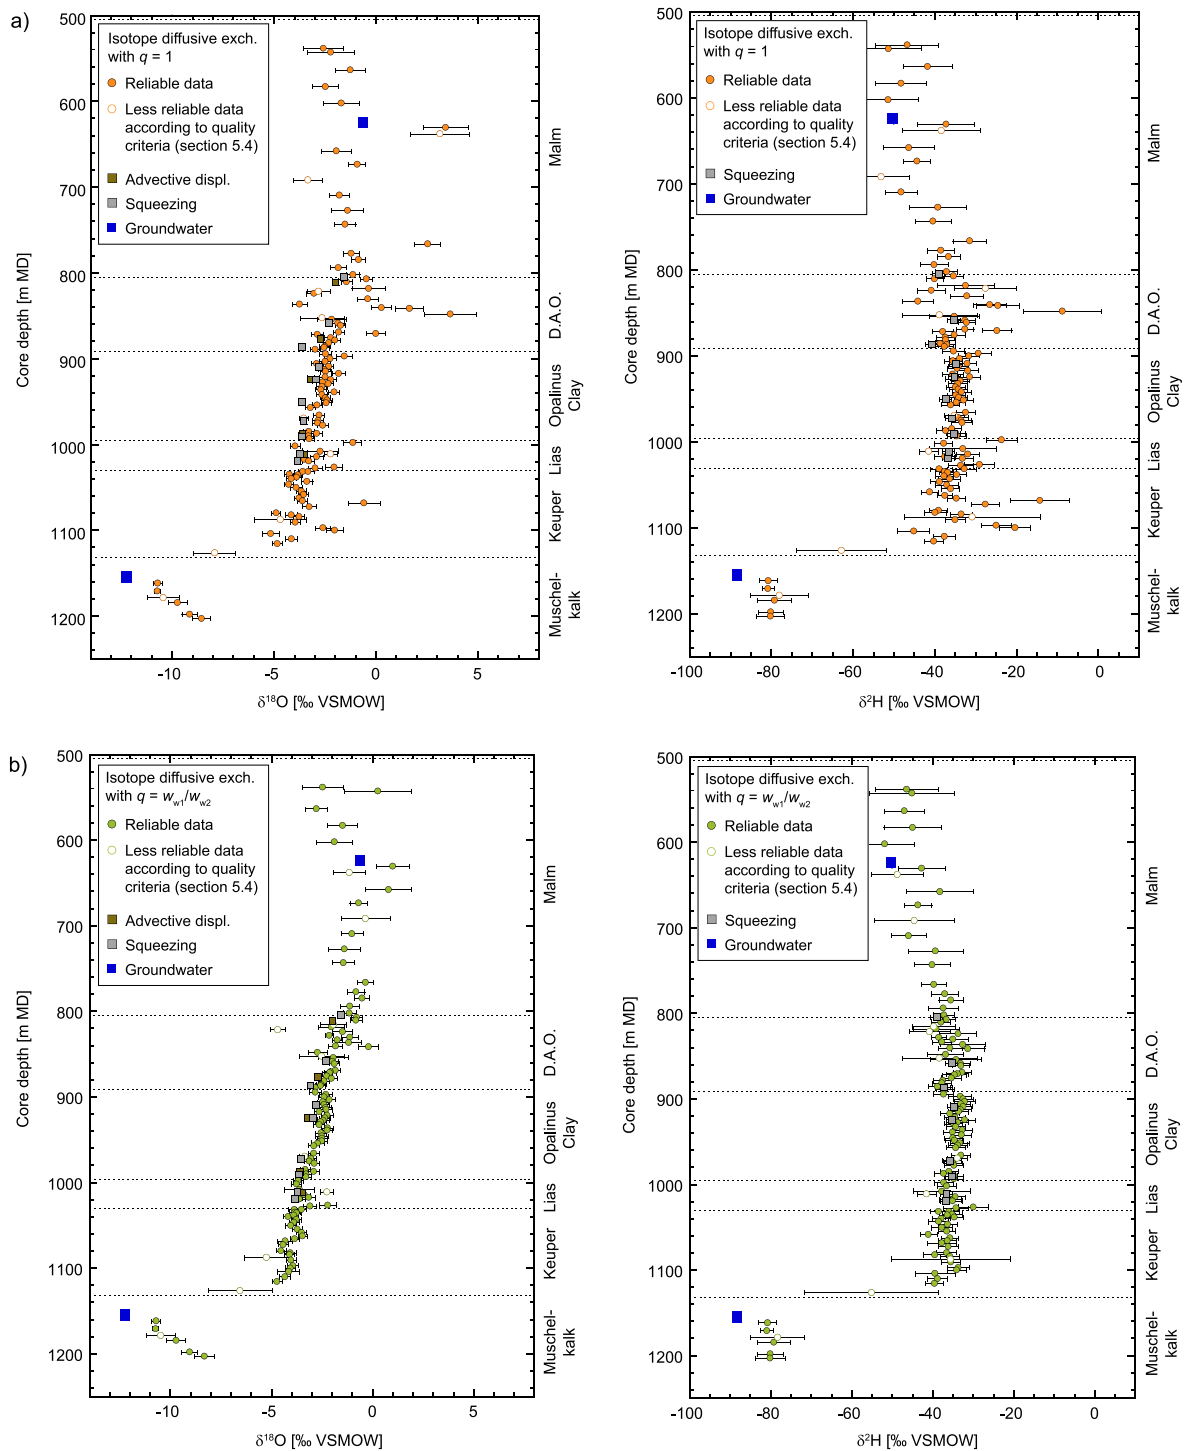 a)
Isotope diffusive exch.
with q = 1
Reliable data
Less reliable data
according to quality
criteria (section 5.4)
Advective displ.
Squeezing
Groundwater
500
600
700
800
900
1000
1100
1200
Core depth [m MD]
-10
-5
0
5
δ¹⁸O [‰ VSMOW]
Malm
D.A.O.
Opalinus
Clay
Lias
Keuper
Muschel-
kalk
Isotope diffusive exch.
with q = 1
Reliable data
Less reliable data
according to quality
criteria (section 5.4)
Squeezing
Groundwater
500
600
700
800
900
1000
1100
1200
Core depth [m MD]
-100
-80
-60
-40
-20
0
δ²H [‰ VSMOW]
Malm
D.A.O.
Opalinus
Clay
Lias
Keuper
Muschel-
kalk
b)
Isotope diffusive exch.
with q = w_w1/w_w2
Reliable data
Less reliable data
according to quality
criteria (section 5.4)
Advective displ.
Squeezing
Groundwater
500
600
700
800
900
1000
1100
1200
Core depth [m MD]
-10
-5
0
5
δ¹⁸O [‰ VSMOW]
Malm
D.A.O.
Opalinus
Clay
Lias
Keuper
Muschel-
kalk
Isotope diffusive exch.
with q = w_w1/w_w2
Reliable data
Less reliable data
according to quality
criteria (section 5.4)
Squeezing
Groundwater
500
600
700
800
900
1000
1100
1200
Core depth [m MD]
-100
-80
-60
-40
-20
0
δ²H [‰ VSMOW]
Malm
D.A.O.
Opalinus
Clay
Lias
Keuper
Muschel-
kalk